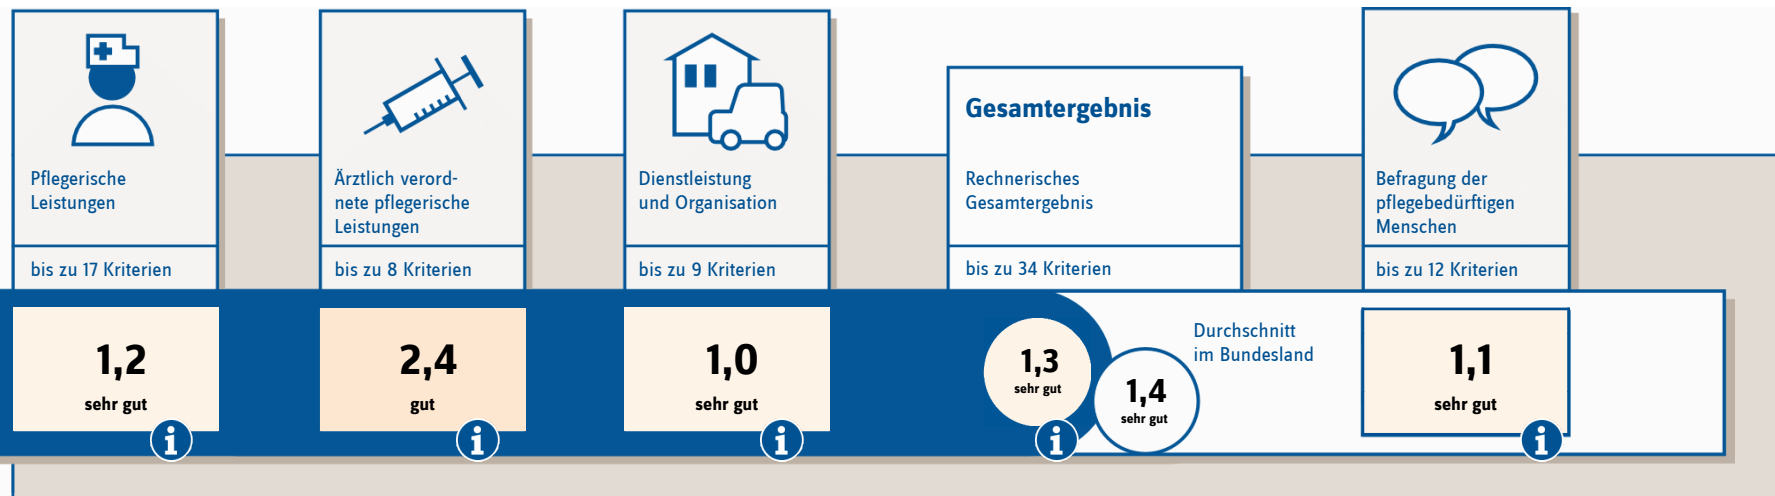 Pflegerische
Leistungen
bis zu 17 Kriterien
1,2
sehr gut
i
Ärztlich verord-
nete pflegerische
Leistungen
bis zu 8 Kriterien
2,4
gut
i
Dienstleistung
und Organisation
bis zu 9 Kriterien
1,0
sehr gut
i
Gesamtergebnis
Rechnerisches
Gesamtergebnis
bis zu 34 Kriterien
1,3
sehr gut
i
1,4
sehr gut
Durchschnitt
im Bundesland
Befragung der
pflegebedürftigen
Menschen
bis zu 12 Kriterien
1,1
sehr gut
i